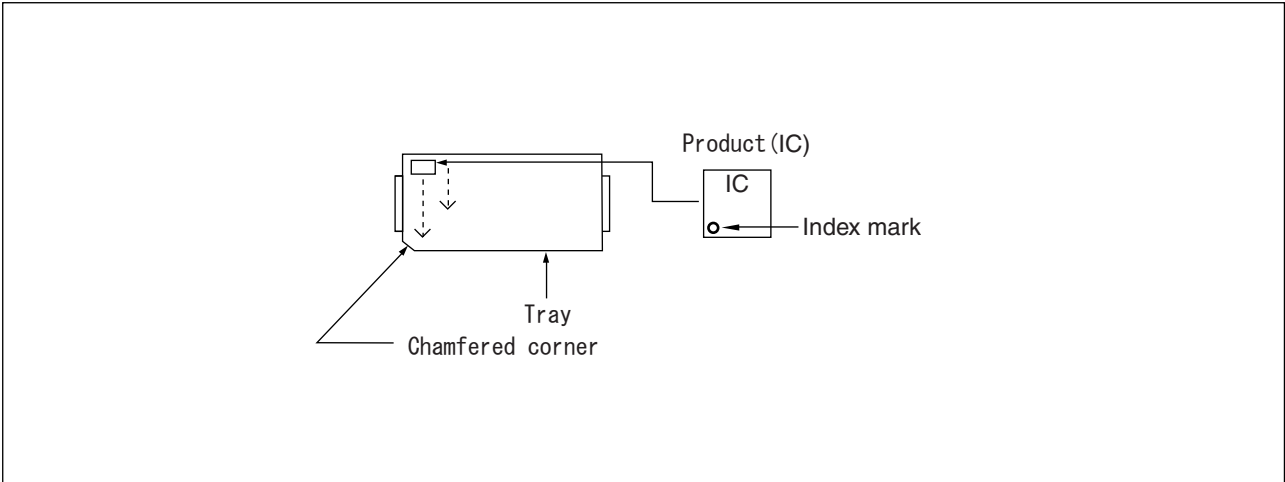 Product(IC)
IC
Index mark
Tray
Chamfered corner